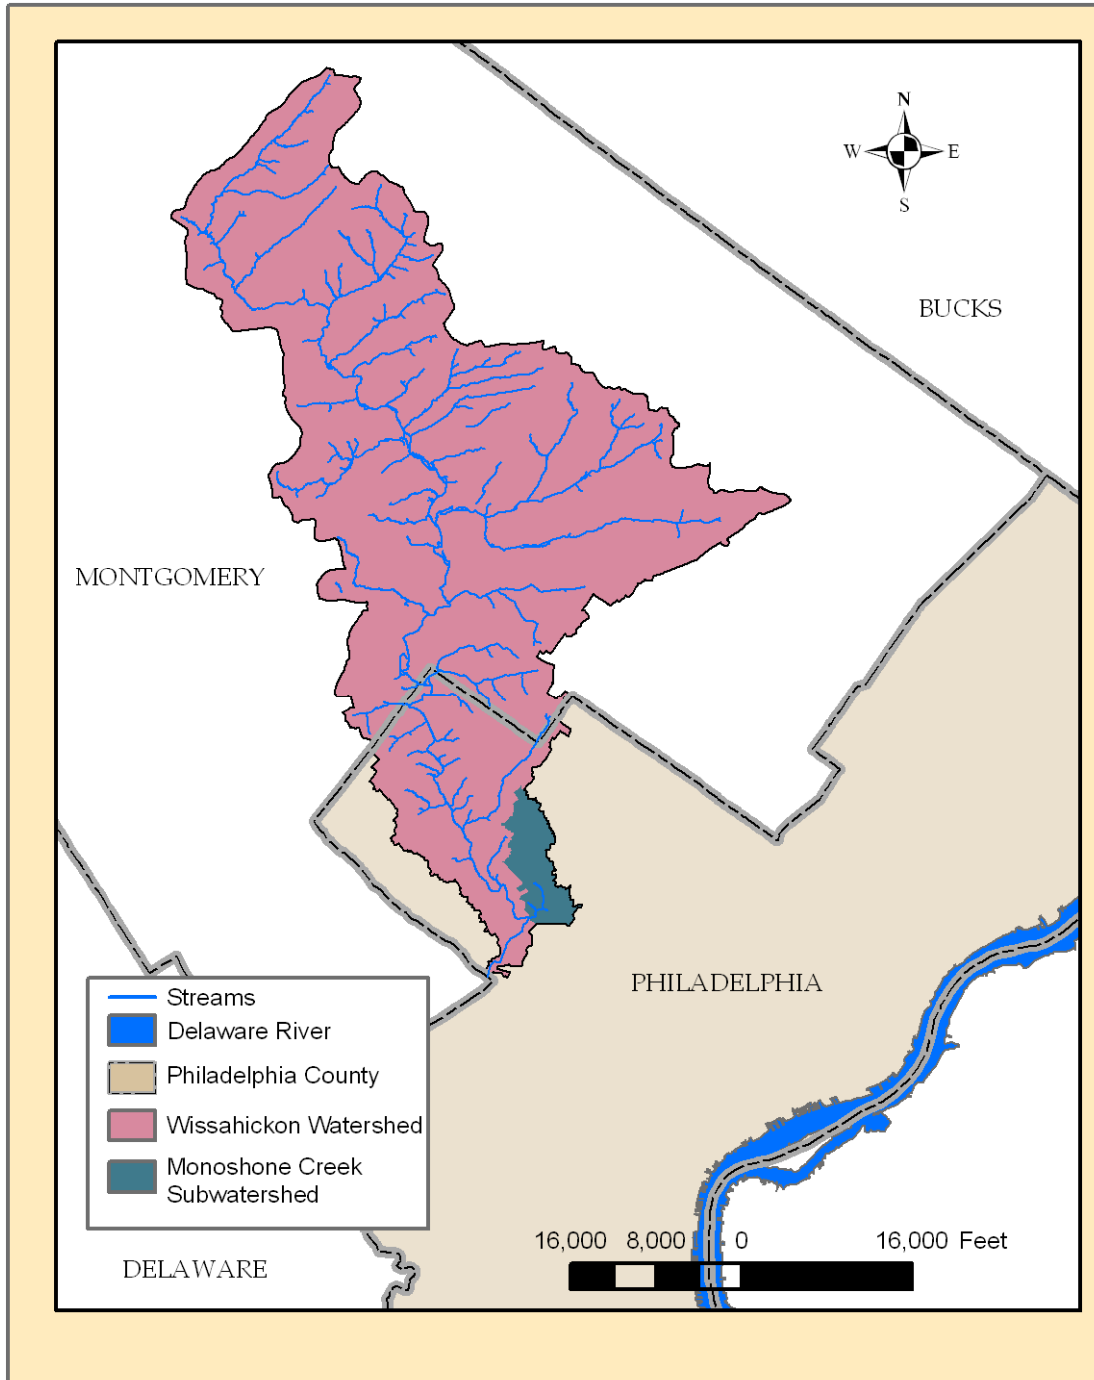 N
W E
S
BUCKS
MONTGOMERY
PHILADELPHIA
Streams
Delaware River
Philadelphia County
Wissahickon Watershed
Monoshone Creek
Subwatershed
16,000 8,000 0 16,000 Feet
DELAWARE